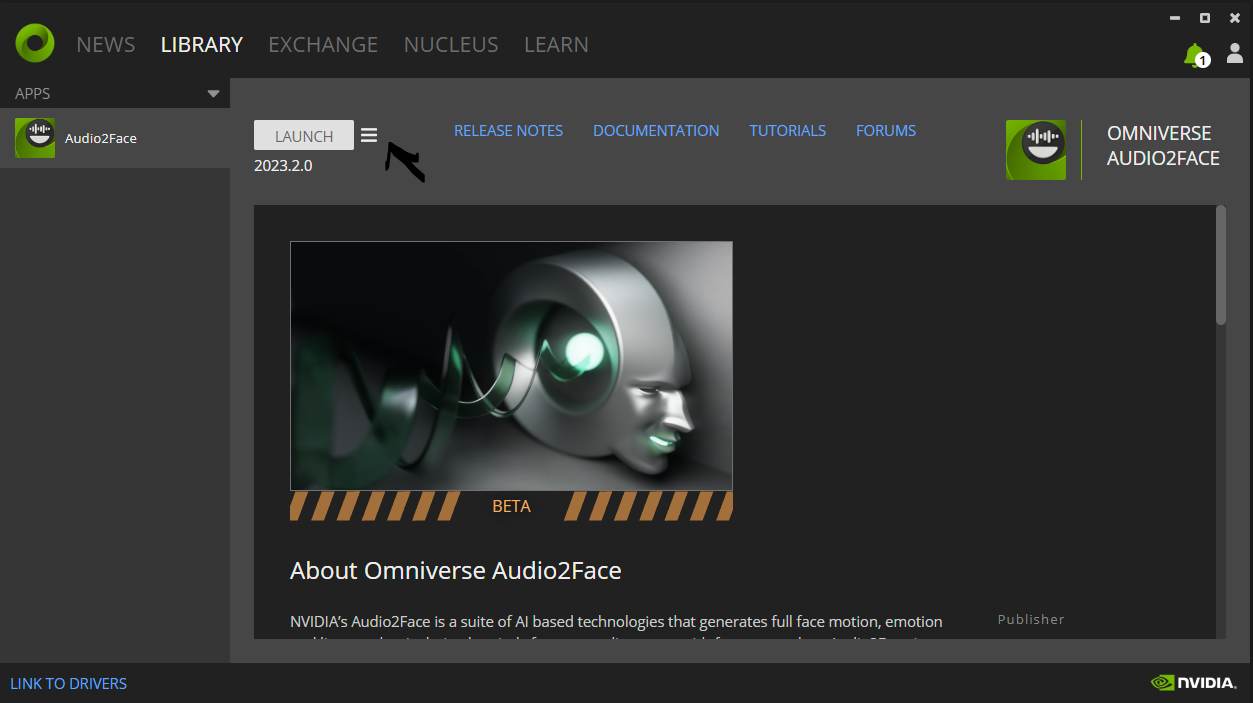 NEWS LIBRARY EXCHANGE NUCLEUS LEARN
1
APPS
Audio2Face
LAUNCH
2023.2.0
RELEASE NOTES DOCUMENTATION TUTORIALS FORUMS
OMNIVERSE
AUDIO2FACE
BETA
About Omniverse Audio2Face
NVIDIA’s Audio2Face is a suite of AI based technologies that generates full face motion, emotion
Publisher
LINK TO DRIVERS
NVIDIA.